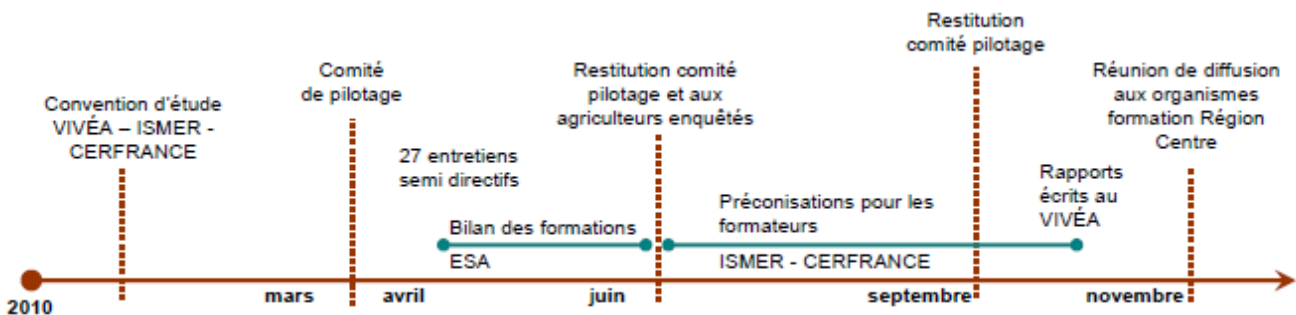 Convention d'étude
VIVÉA – ISMER -
CERFRANCE
Comité
de pilotage
27 entretiens
semi directifs
Bilan des formations
ESA
Restitution comité
pilotage et aux
agriculteurs enquêtés
Préconisations pour les
formateurs
ISMER - CERFRANCE
Restitution
comité pilotage
Rapports
écrits au
VIVÉA
Réunion de diffusion
aux organismes
formation Région
Centre
2010
mars
avril
juin
septembre
novembre